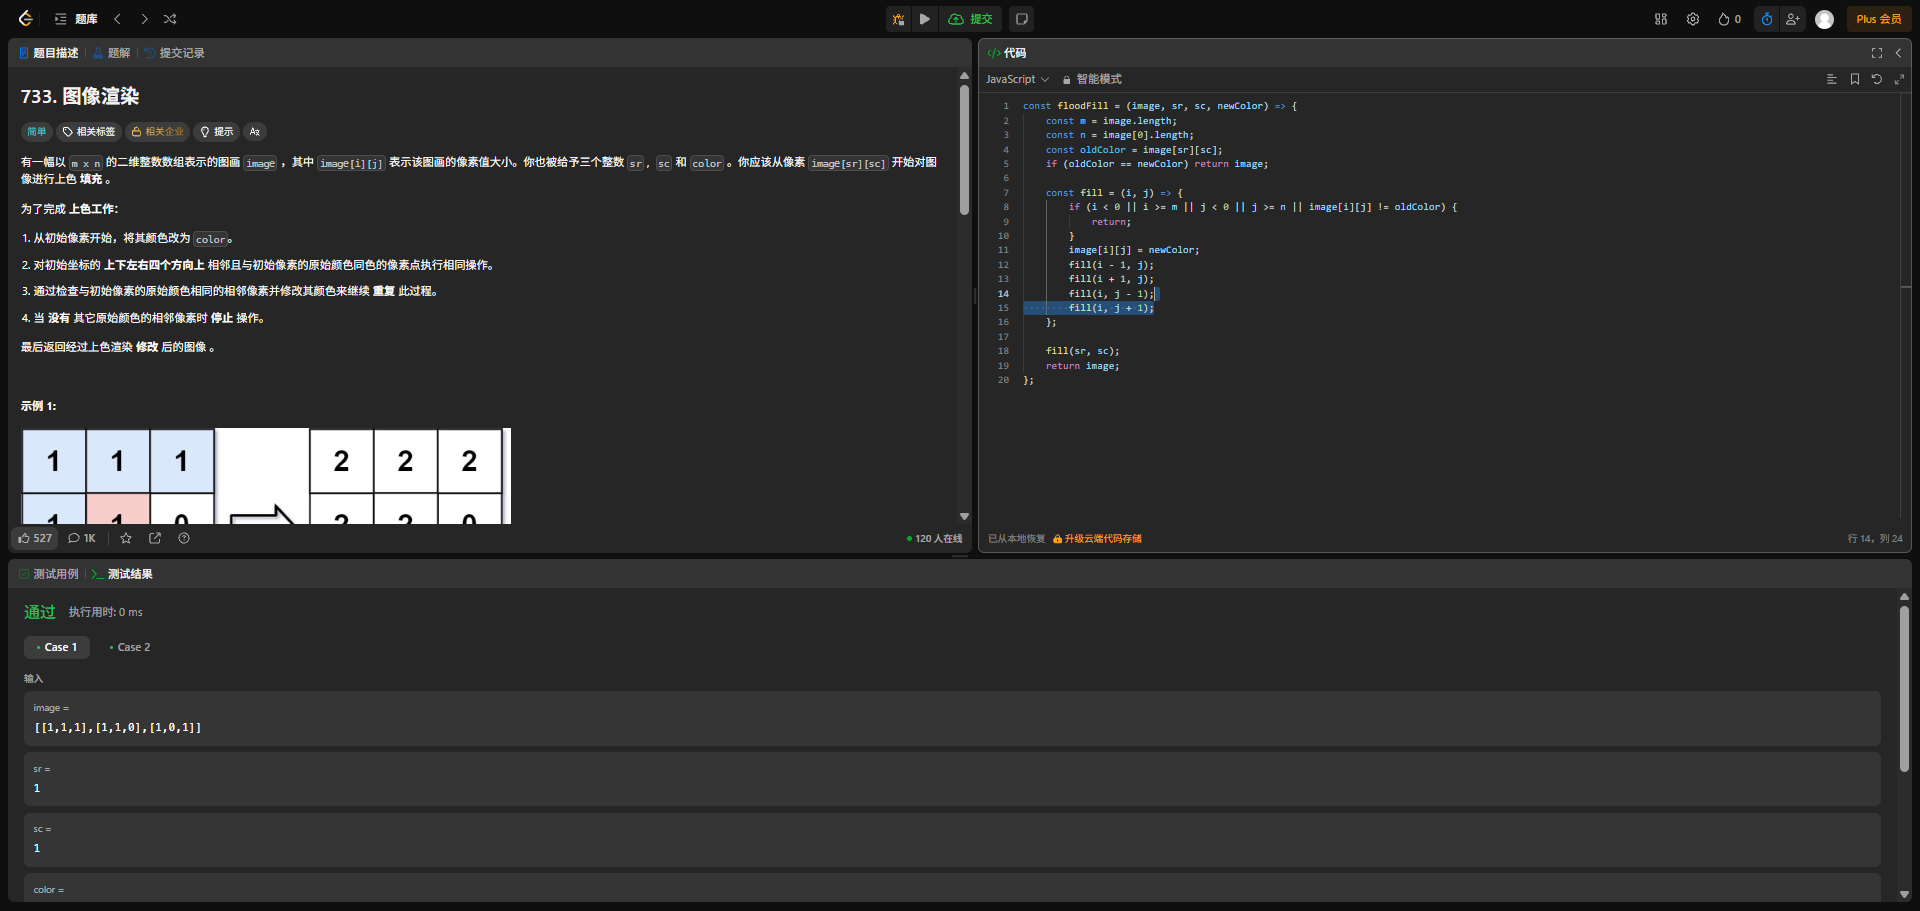 题库
提交
0
Plus 会员
题目描述
题解
提交记录
733. 图像渲染
简单
相关标签
相关企业
提示
有一幅以 m x n 的二维整数数组表示的图画 image ，其中 image[i][j] 表示该图画的像素值大小。你也被给予三个整数 sr , sc 和 color 。你应该从像素 image[sr][sc] 开始对图
像进行上色 填充 。
为了完成 上色工作：
1. 从初始像素开始，将其颜色改为 color。
2. 对初始坐标的 上下左右四个方向上 相邻且与初始像素的原始颜色同色的像素点执行相同操作。
3. 通过检查与初始像素的原始颜色相同的相邻像素并修改其颜色来继续 重复 此过程。
4. 当 没有 其它原始颜色的相邻像素时 停止 操作。
最后返回经过上色渲染 修改 后的图像 。
示例 1:
1 1 1 2 2 2
1 1 0 2 2 0
527
1K
120 人在线
代码
JavaScript
智能模式
1 const floodFill = (image, sr, sc, newColor) => {
2 const m = image.length;
3 const n = image[0].length;
4 const oldColor = image[sr][sc];
5 if (oldColor == newColor) return image;
6
7 const fill = (i, j) => {
8 if (i < 0 || i >= m || j < 0 || j >= n || image[i][j] != oldColor) {
9 return;
10 }
11 image[i][j] = newColor;
12 fill(i - 1, j);
13 fill(i + 1, j);
14 fill(i, j - 1);
15 fill(i, j + 1);
16 };
17
18 fill(sr, sc);
19 return image;
20 };
已从本地恢复
升级云端代码存储
行 14，列 24
测试用例
测试结果
通过
执行用时: 0 ms
Case 1
Case 2
输入
image =
[[1,1,1],[1,1,0],[1,0,1]]
sr =
1
sc =
1
color =